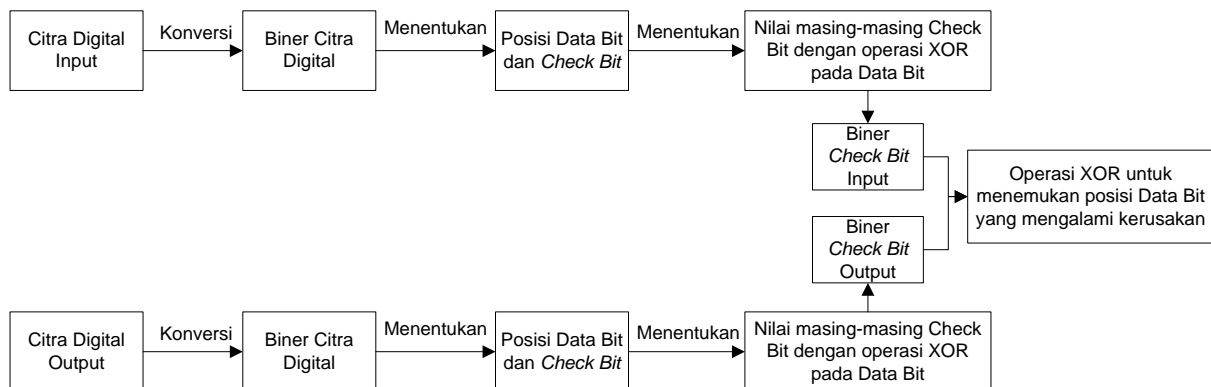 Citra Digital
Input
Konversi
Biner Citra
Digital
Menentukan
Posisi Data Bit
dan Check Bit
Menentukan
Nilai masing-masing Check
Bit dengan operasi XOR
pada Data Bit
Biner
Check Bit
Input
Operasi XOR untuk
menemukan posisi Data Bit
yang mengalami kerusakan
Biner
Check Bit
Output
Citra Digital
Output
Konversi
Biner Citra
Digital
Menentukan
Posisi Data Bit
dan Check Bit
Menentukan
Nilai masing-masing Check
Bit dengan operasi XOR
pada Data Bit